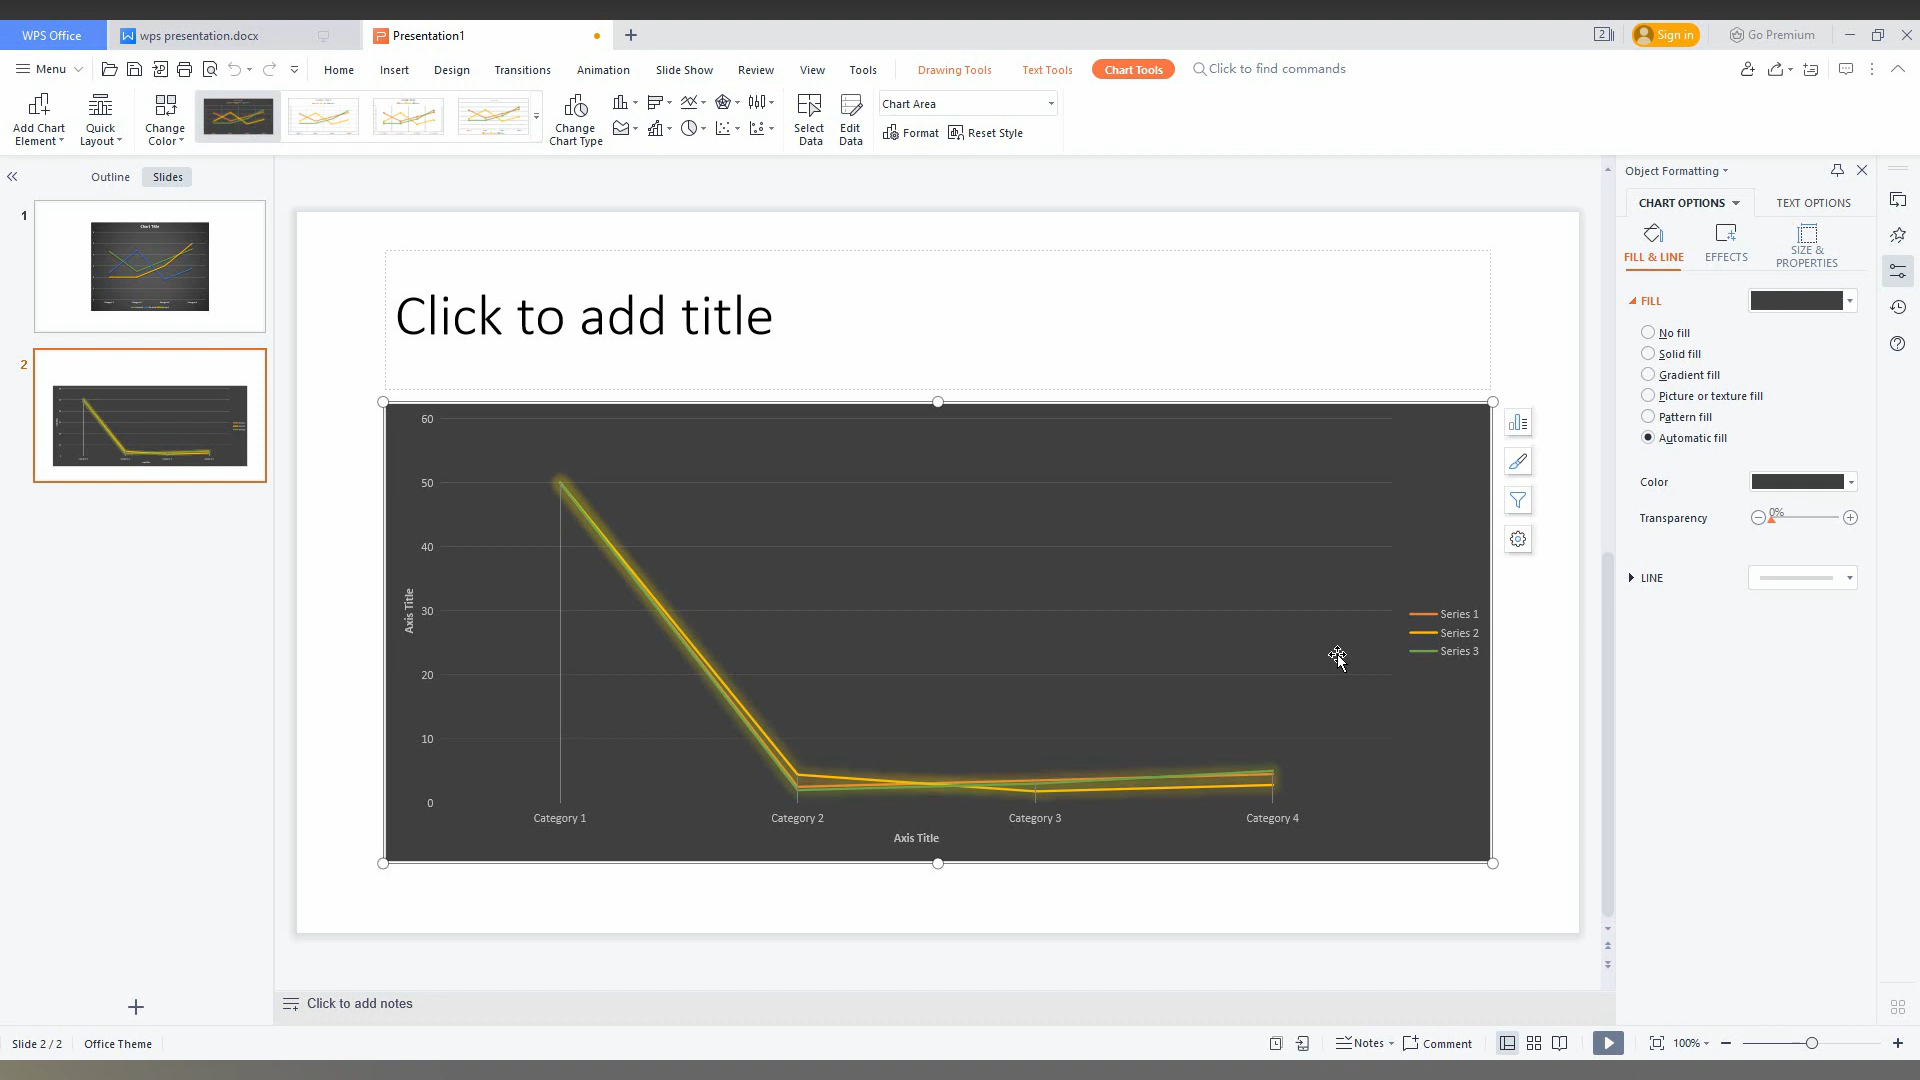 WPS Office
wps presentation.docx
Presentation1
2
Sign in
Go Premium
Menu
Home
Insert
Design
Transitions
Animation
Slide Show
Review
View
Tools
Drawing Tools
Text Tools
Chart Tools
Click to find commands
Add Chart
Element
Quick
Layout
Change
Color
Change
Chart Type
Select
Data
Edit
Data
Chart Area
Format
Reset Style
Outline
Slides
1
Chart Title
2
Click to add title
60
50
40
30
20
10
0
Axis Title
Category 1
Category 2
Category 3
Category 4
Axis Title
Series 1
Series 2
Series 3
Object Formatting
CHART OPTIONS
TEXT OPTIONS
FILL & LINE
EFFECTS
SIZE &
PROPERTIES
FILL
No fill
Solid fill
Gradient fill
Picture or texture fill
Pattern fill
Automatic fill
Color
Transparency
0%
LINE
Click to add notes
Slide 2 / 2
Office Theme
Notes
Comment
100%